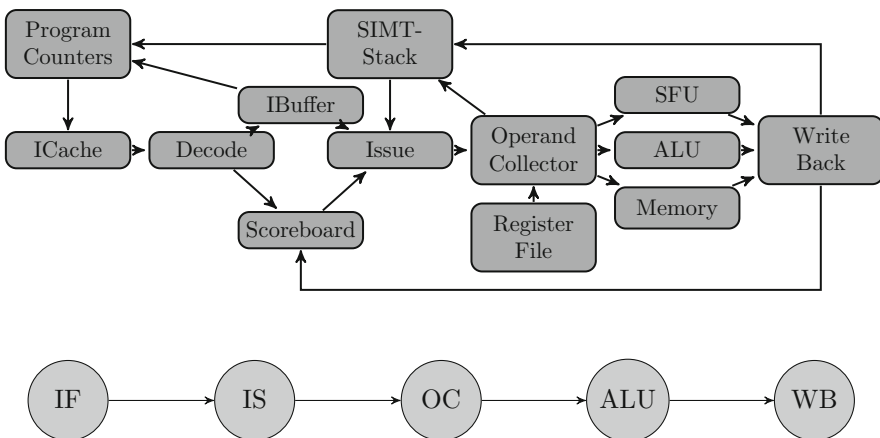 Program
Counters
SIMT-
Stack
IBuffer
SFU
ICache
Decode
Issue
Operand
Collector
ALU
Write
Back
Scoreboard
Register
File
Memory
IF
IS
OC
ALU
WB